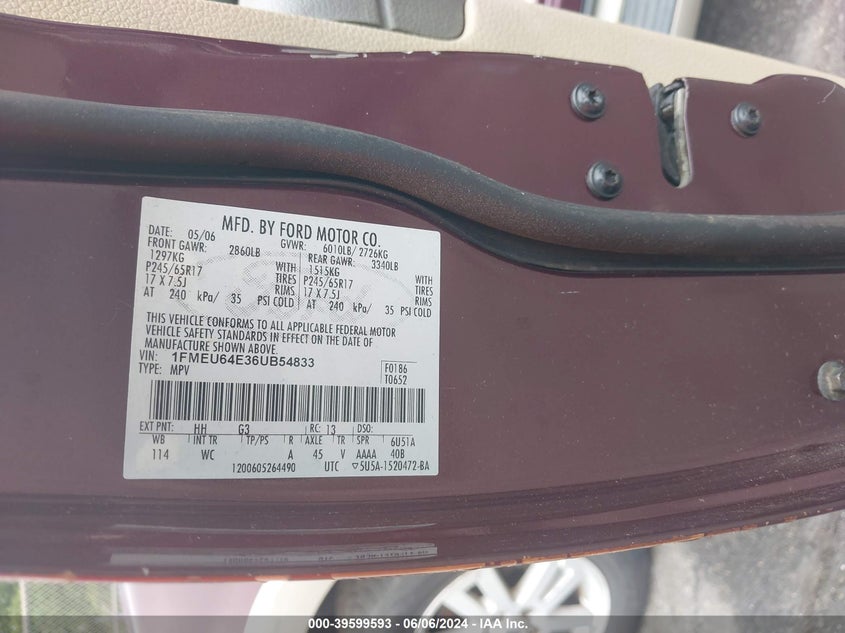 MFD. BY FORD MOTOR CO.
DATE: 05/06 GVWR: 6010LB/ 2726KG
FRONT GAWR: 2860LB REAR GAWR: 3340LB
1297KG WITH 1515KG WITH
P245/65R17 TIRES P245/65R17 TIRES
17 X 7.5J RIMS 17 X 7.5J RIMS
AT 240 kPa/ 35 PSI COLD AT 240 kPa/ 35 PSI COLD
THIS VEHICLE CONFORMS TO ALL APPLICABLE FEDERAL MOTOR
VEHICLE SAFETY STANDARDS IN EFFECT ON THE DATE OF
MANUFACTURE SHOWN ABOVE.
VIN: 1FMEU64E36UB54833 F0186
TYPE: MPV T0652
EXT PNT: HH G3 RC: 13 DSO:
WB INT TR TP/PS R AXLE TR SPR 6U51A
114 WC A 45 V AAAA 40B
1200605264490 UTC ▽5U5A-1520472-BA
000-39599593 - 06/06/2024 - IAA Inc.